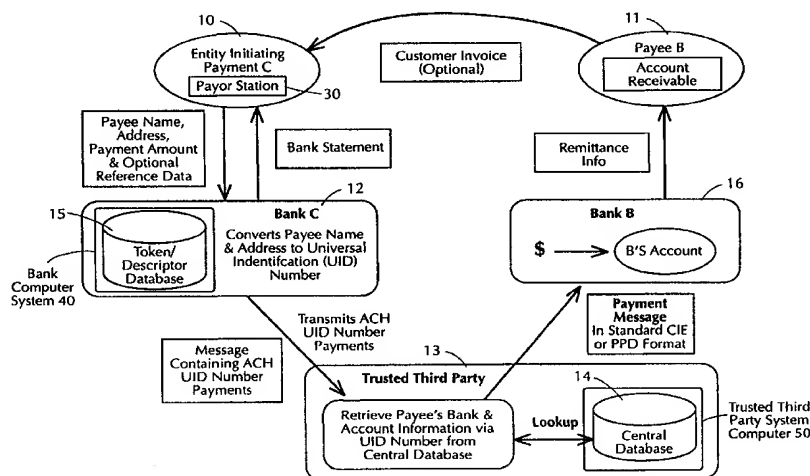 10
11
Entity Initiating
Payment C
Payor Station
30
Customer Invoice
(Optional)
Payee B
Account
Receivable
Payee Name,
Address,
Payment Amount
& Optional
Reference Data
Bank Statement
Remittance
Info
12
16
15
Bank C
Converts Payee Name
& Address to Universal
Indentifcation (UID)
Number
Token/
Descriptor
Database
Bank
Computer
System 40
Bank B
$
B'S Account
Transmits ACH
UID Number
Payments
Message
Containing ACH
UID Number
Payments
Payment
Message
In Standard CIE
or PPD Format
13
Trusted Third Party
14
Retrieve Payee's Bank &
Account Information via
UID Number from
Central Database
Lookup
Central
Database
Trusted Third
Party System
Computer 50